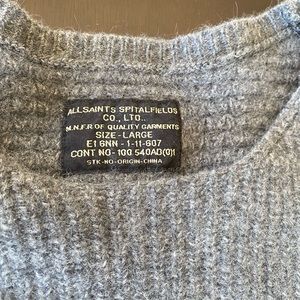 ALLSAINTS SPITALFIELDS
CO., LTD..
M.N.F.R OF QUALITY GARMENTS
SIZE-LARGE
E1 6NN - 1-11-607
CONT NO- 100 540AD(0)1
STK-NO-ORIGIN-CHINA